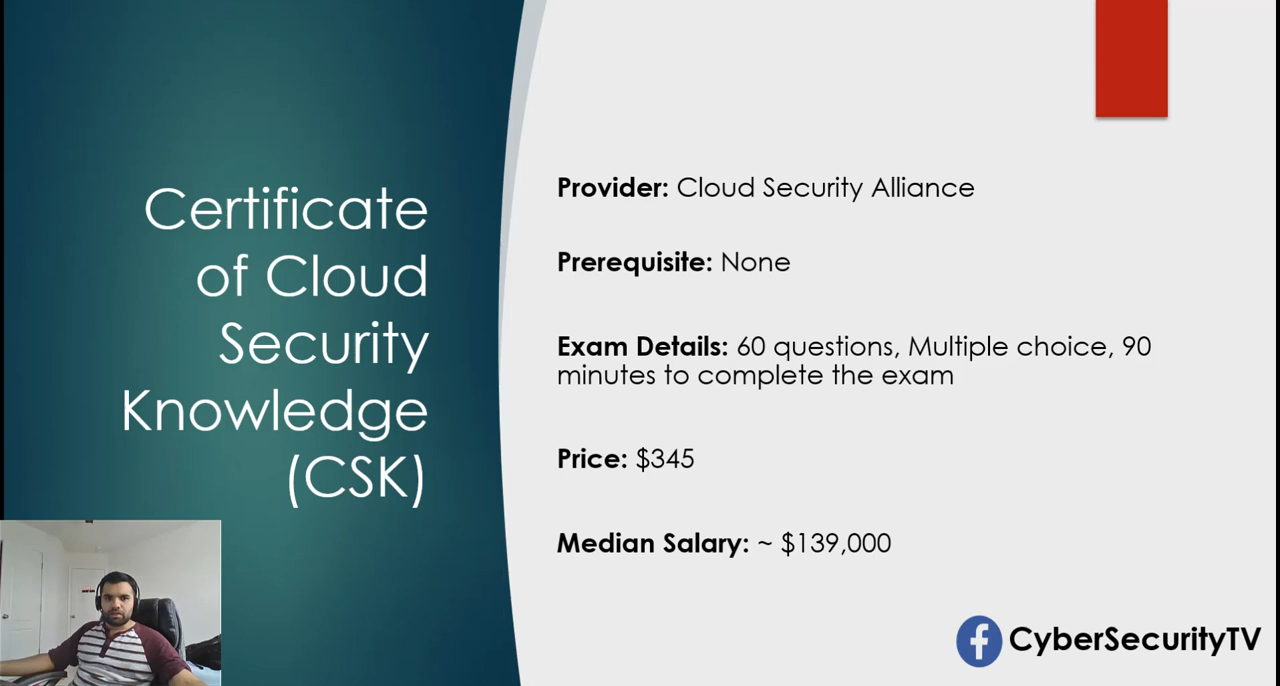 Certificate
of Cloud
Security
Knowledge
(CSK)
Provider: Cloud Security Alliance
Prerequisite: None
Exam Details: 60 questions, Multiple choice, 90
minutes to complete the exam
Price: $345
Median Salary: ~ $139,000
CyberSecurityTV